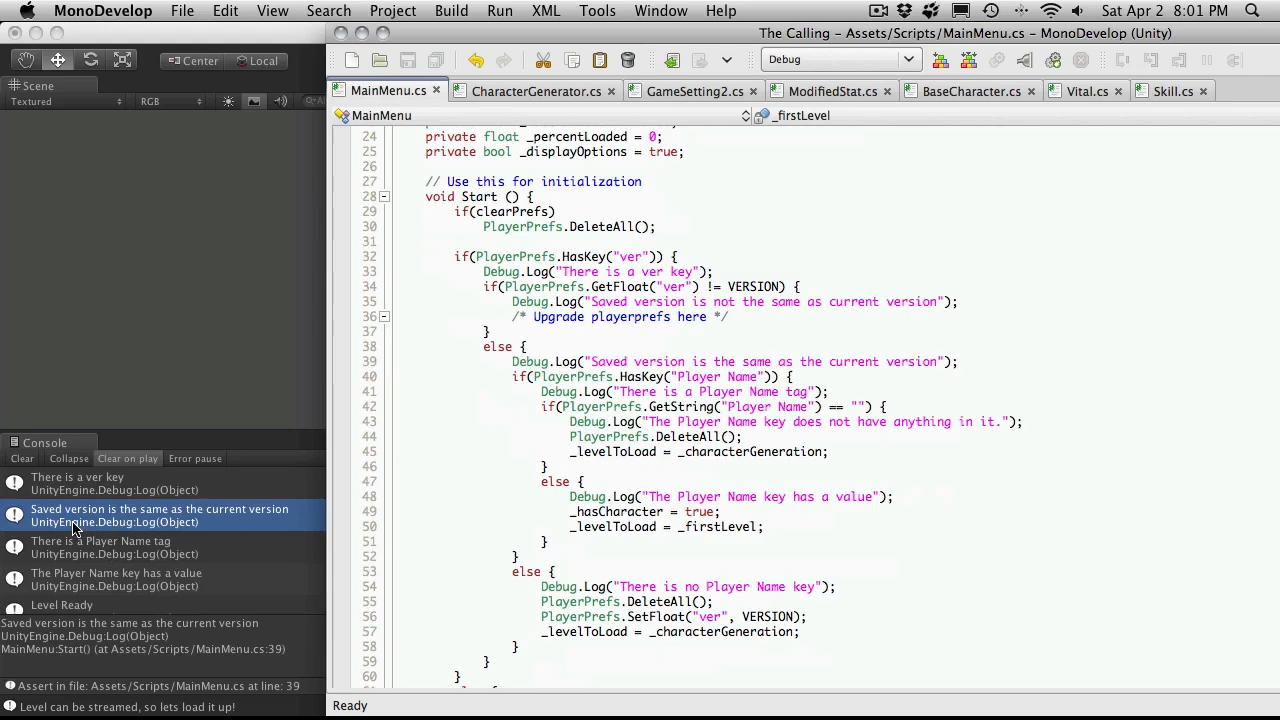 MonoDevelop File Edit View Search Project Build Run XML Tools Window Help Sat Apr 2 8:01 PM
The Calling – Assets/Scripts/MainMenu.cs – MonoDevelop (Unity)
Center Local
Debug
Scene
Textured RGB
MainMenu.cs CharacterGenerator.cs GameSetting2.cs ModifiedStat.cs BaseCharacter.cs Vital.cs Skill.cs
MainMenu _firstLevel
24 private float _percentLoaded = 0;
25 private bool _displayOptions = true;
26
27 // Use this for initialization
28 void Start () {
29 if(clearPrefs)
30 PlayerPrefs.DeleteAll();
31
32 if(PlayerPrefs.HasKey("ver")) {
33 Debug.Log("There is a ver key");
34 if(PlayerPrefs.GetFloat("ver") != VERSION) {
35 Debug.Log("Saved version is not the same as current version");
36 /* Upgrade playerprefs here */
37 }
38 else {
39 Debug.Log("Saved version is the same as the current version");
40 if(PlayerPrefs.HasKey("Player Name")) {
41 Debug.Log("There is a Player Name tag");
42 if(PlayerPrefs.GetString("Player Name") == "") {
43 Debug.Log("The Player Name key does not have anything in it.");
44 PlayerPrefs.DeleteAll();
45 _levelToLoad = _characterGeneration;
46 }
47 else {
48 Debug.Log("The Player Name key has a value");
49 _hasCharacter = true;
50 _levelToLoad = _firstLevel;
51 }
52 }
53 else {
54 Debug.Log("There is no Player Name key");
55 PlayerPrefs.DeleteAll();
56 PlayerPrefs.SetFloat("ver", VERSION);
57 _levelToLoad = _characterGeneration;
58 }
59 }
60 }
Ready
Console
Clear Collapse Clear on play Error pause
There is a ver key
UnityEngine.Debug:Log(Object)
Saved version is the same as the current version
UnityEngine.Debug:Log(Object)
There is a Player Name tag
UnityEngine.Debug:Log(Object)
The Player Name key has a value
UnityEngine.Debug:Log(Object)
Level Ready
Saved version is the same as the current version
UnityEngine.Debug:Log(Object)
MainMenu:Start() (at Assets/Scripts/MainMenu.cs:39)
Assert in file: Assets/Scripts/MainMenu.cs at line: 39
Level can be streamed, so lets load it up!